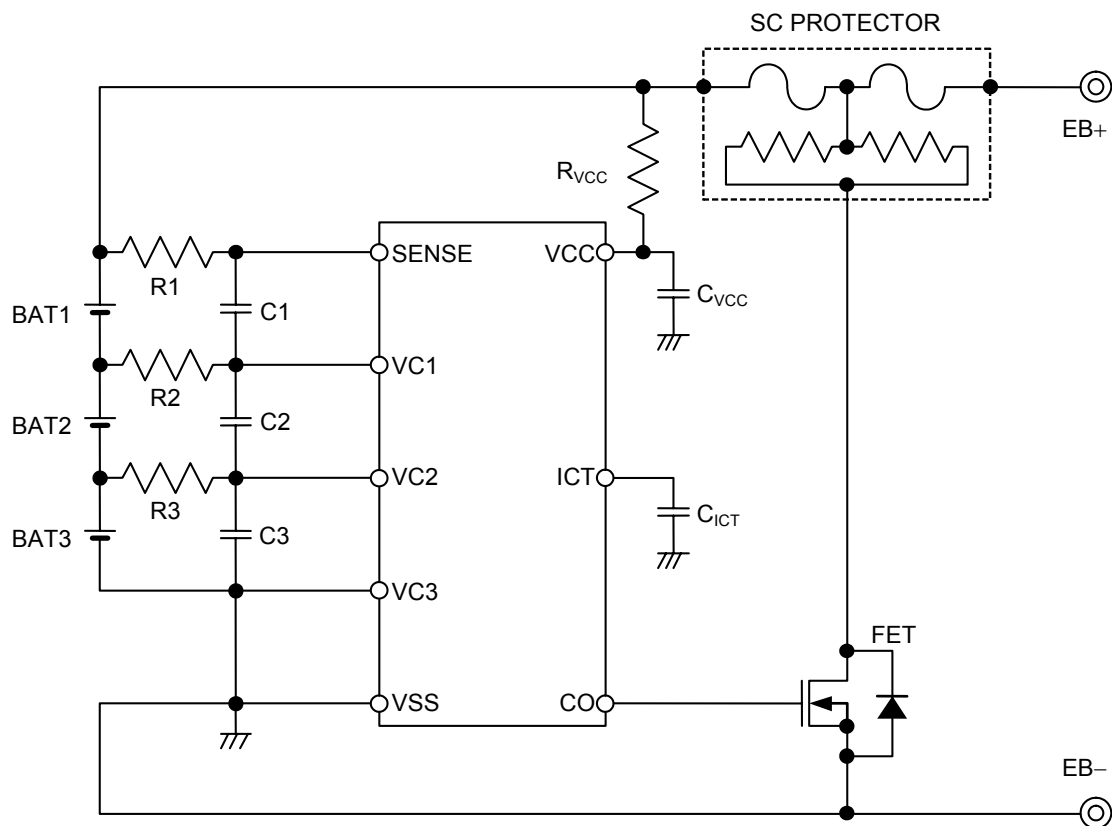 SC PROTECTOR
EB+
RVCC
SENSE
VCC
R1
BAT1
C1
CVCC
VC1
R2
BAT2
C2
VC2
ICT
R3
BAT3
C3
CICT
VC3
FET
VSS
CO
EB−